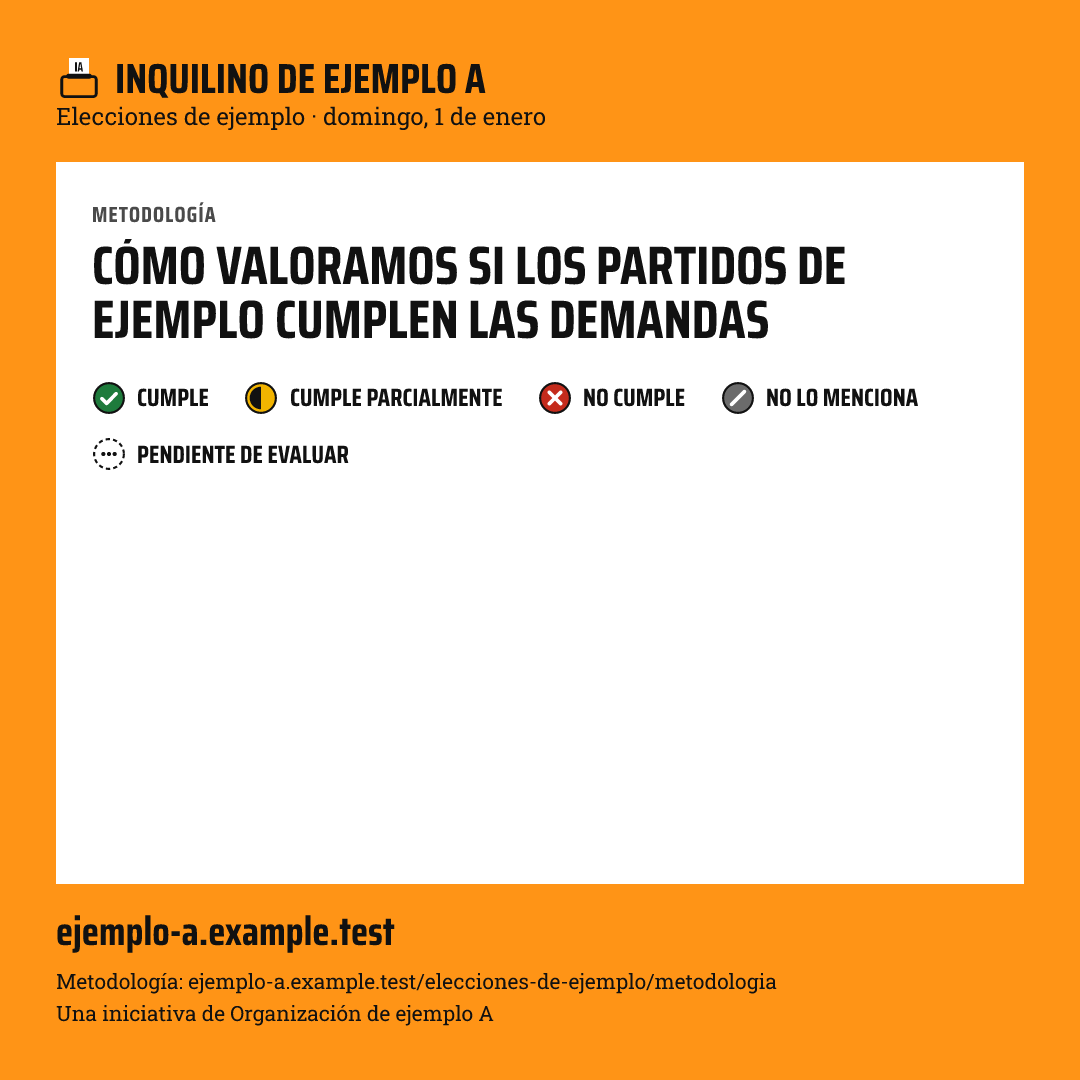 IA
INQUILINO DE EJEMPLO A
Elecciones de ejemplo · domingo, 1 de enero
METODOLOGÍA
CÓMO VALORAMOS SI LOS PARTIDOS DE
EJEMPLO CUMPLEN LAS DEMANDAS
CUMPLE CUMPLE PARCIALMENTE NO CUMPLE NO LO MENCIONA
PENDIENTE DE EVALUAR
ejemplo-a.example.test
Metodología: ejemplo-a.example.test/elecciones-de-ejemplo/metodologia
Una iniciativa de Organización de ejemplo A